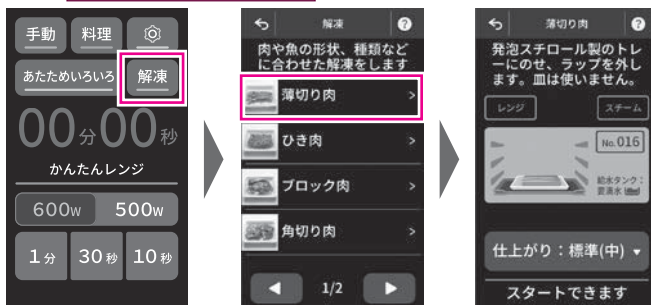 手動
料理
あたためいろいろ
解凍
00分00秒
かんたんレンジ
600W
500W
1分
30秒
10秒
解凍
?
肉や魚の形状、種類など
に合わせた解凍をします
薄切り肉 >
ひき肉 >
ブロック肉 >
角切り肉 >
1/2
薄切り肉
?
発泡スチロール製のトレ
ーにのせ、ラップを外し
ます。皿は使いません。
レンジ
スチーム
No.016
給水タンク：
要満水
仕上がり：標準(中)
スタートできます